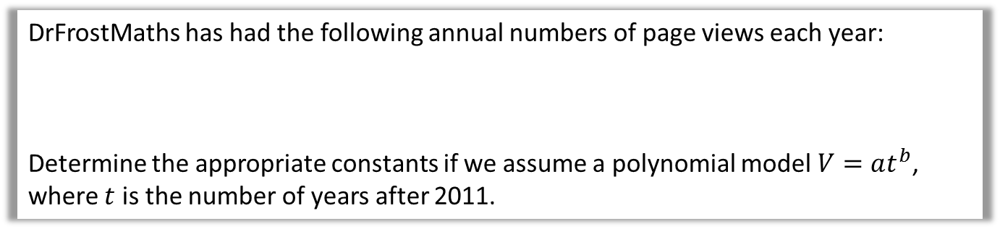 DrFrostMaths has had the following annual numbers of page views each year:
Determine the appropriate constants if we assume a polynomial model 𝑉 = 𝑎𝑡ᵇ,
where 𝑡 is the number of years after 2011.